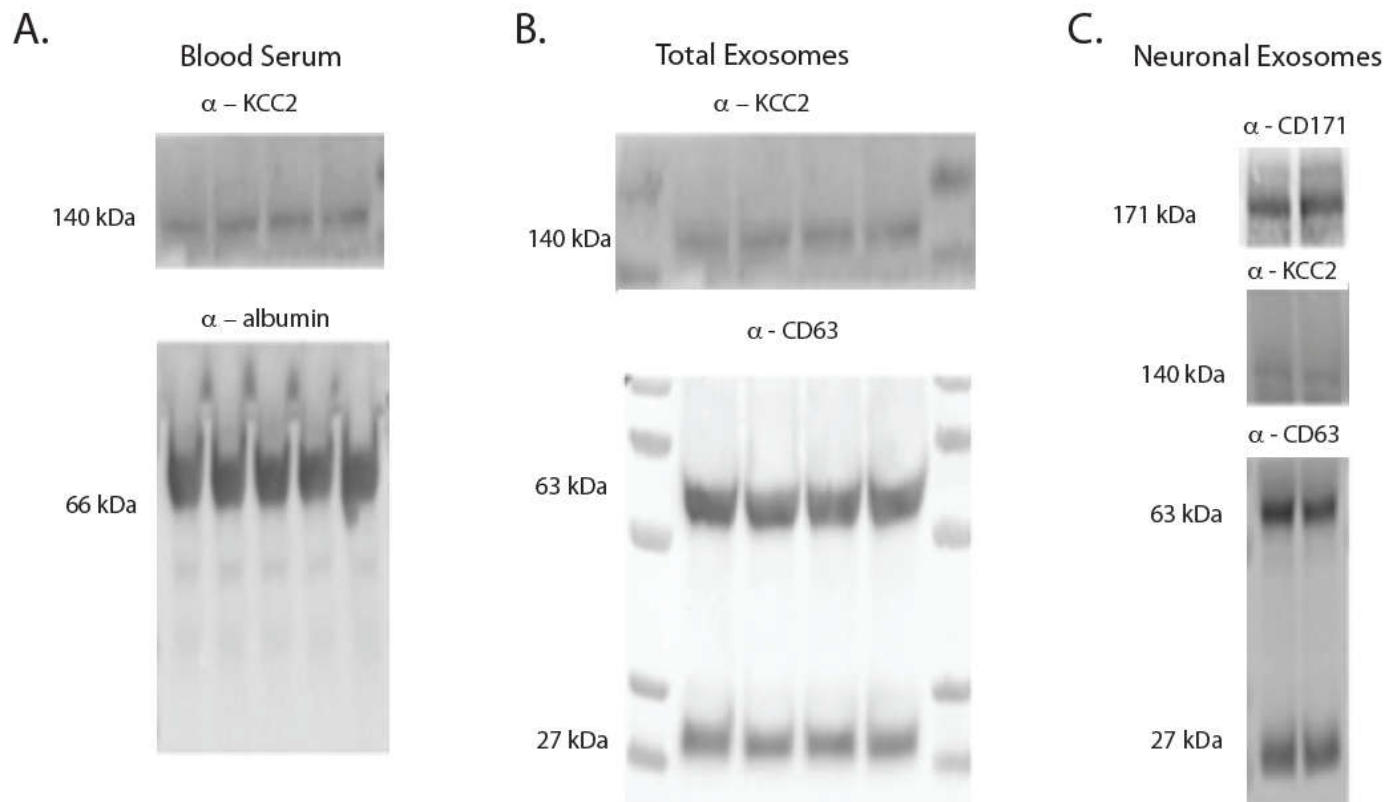 A.
Blood Serum
α – KCC2
140 kDa
α – albumin
66 kDa
B.
Total Exosomes
α – KCC2
140 kDa
α - CD63
63 kDa
27 kDa
C.
Neuronal Exosomes
α - CD171
171 kDa
α - KCC2
140 kDa
α - CD63
63 kDa
27 kDa